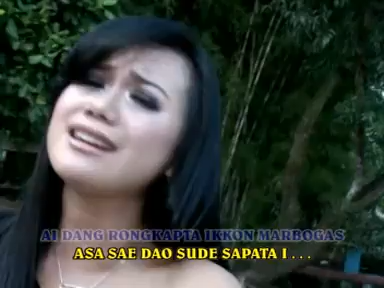 AI DANG RONGKAPTA IKKON MARBOGAS
ASA SAE DAO SUDE SAPATA I . . .